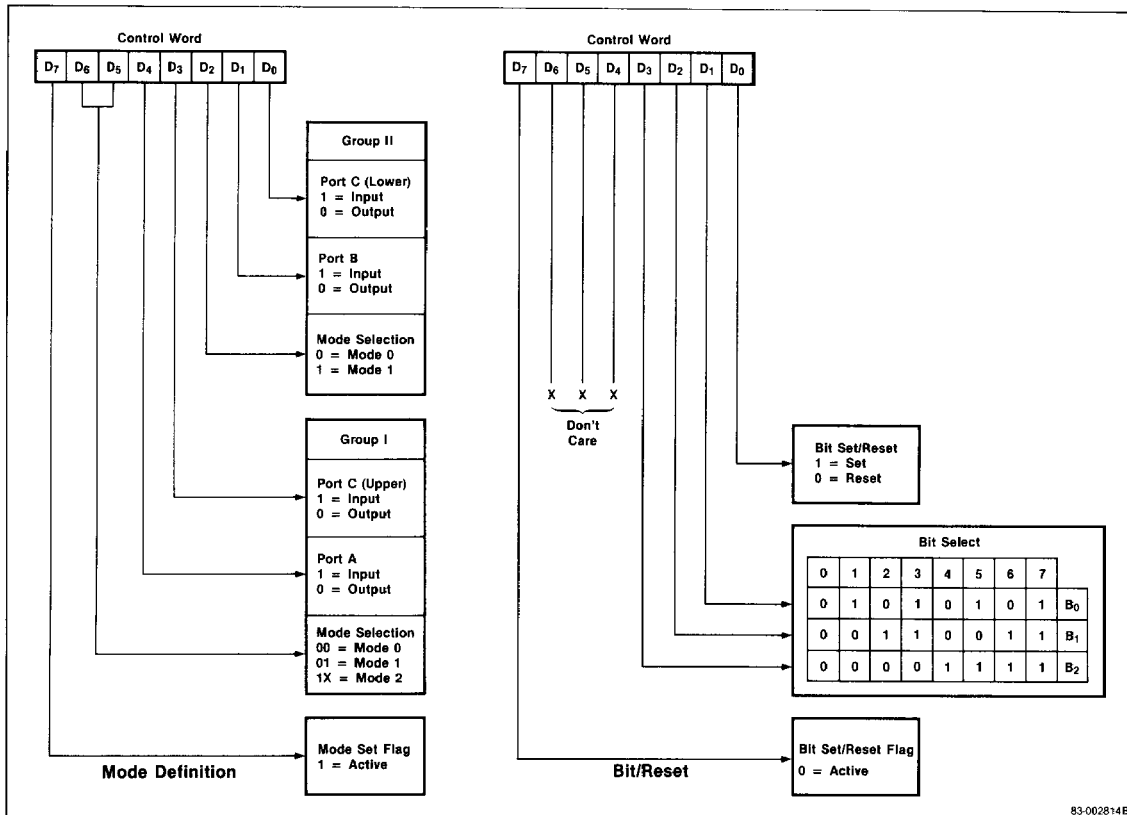 Control Word
D7 D6 D5 D4 D3 D2 D1 D0
Group II
Port C (Lower)
1 = Input
0 = Output
Port B
1 = Input
0 = Output
Mode Selection
0 = Mode 0
1 = Mode 1
Group I
Port C (Upper)
1 = Input
0 = Output
Port A
1 = Input
0 = Output
Mode Selection
00 = Mode 0
01 = Mode 1
1X = Mode 2
Mode Set Flag
1 = Active
Mode Definition
Control Word
D7 D6 D5 D4 D3 D2 D1 D0
X X X
Don't
Care
Bit Set/Reset
1 = Set
0 = Reset
Bit Select
0 1 2 3 4 5 6 7
0 1 0 1 0 1 0 1 B0
0 0 1 1 0 0 1 1 B1
0 0 0 0 1 1 1 1 B2
Bit Set/Reset Flag
0 = Active
Bit/Reset
83-002814B